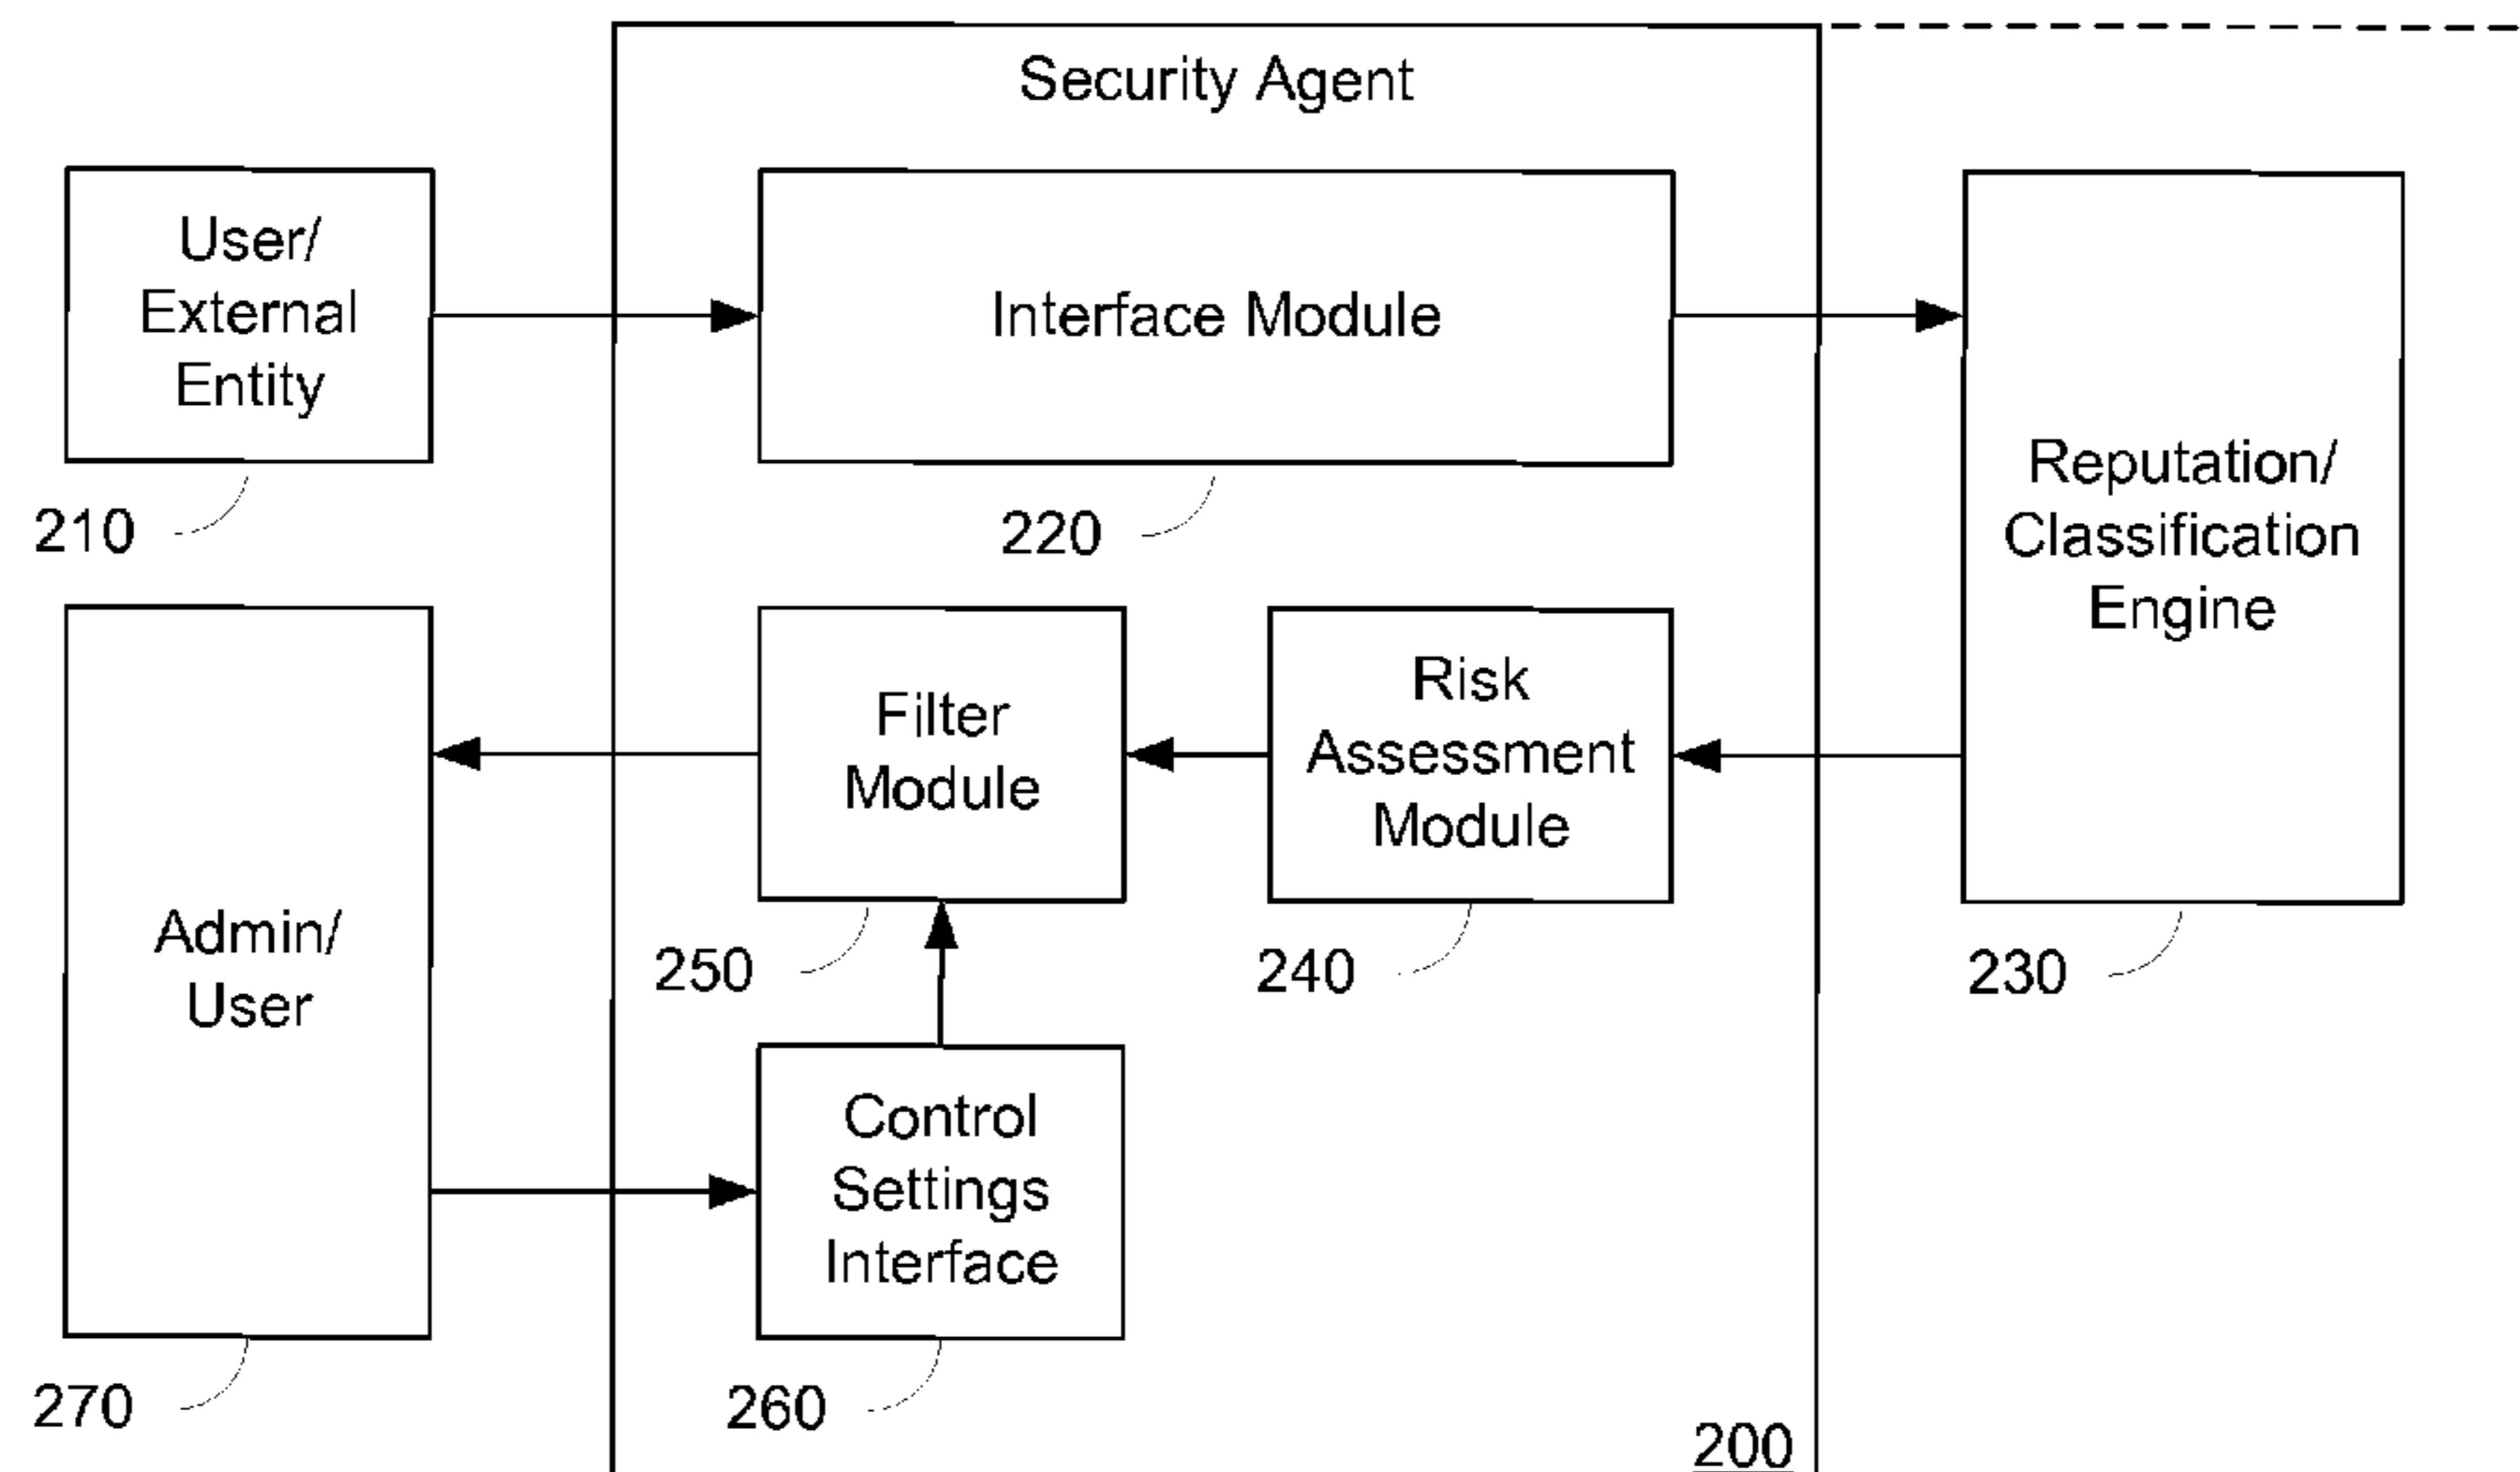 Security Agent
User/
External
Entity
210
Interface Module
220
Reputation/
Classification
Engine
230
Admin/
User
270
Filter
Module
250
Risk
Assessment
Module
240
Control
Settings
Interface
260
200